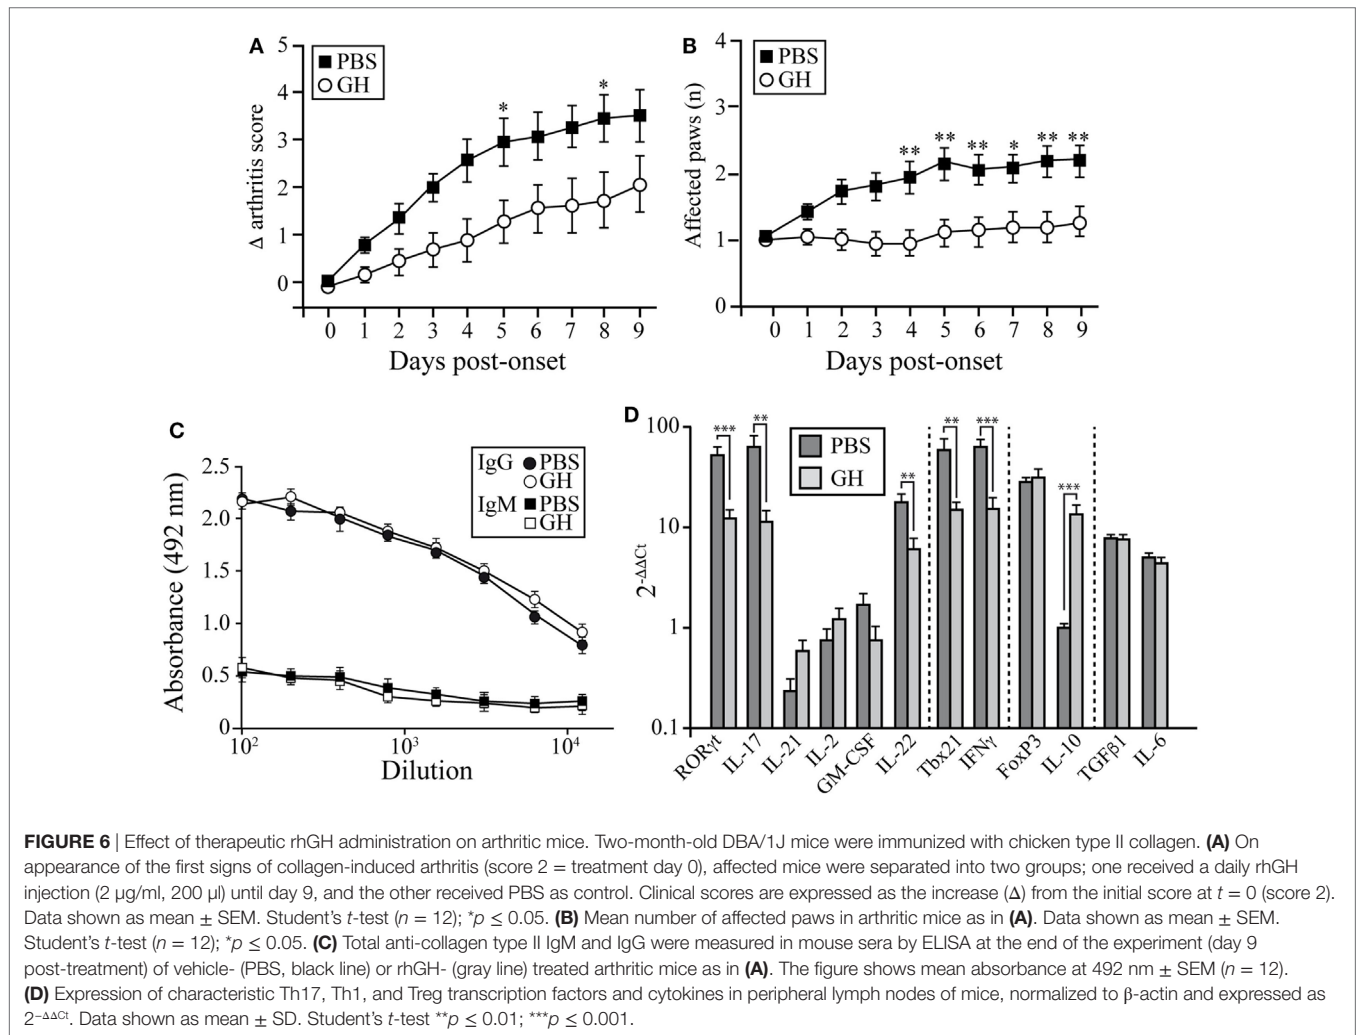 A
5
4
3
2
1
0
Δ arthritis score
PBS
GH
*
*
0 1 2 3 4 5 6 7 8 9
Days post-onset
B
4
3
2
1
0
Affected paws (n)
PBS
GH
** ** ** * ** **
0 1 2 3 4 5 6 7 8 9
Days post-onset
C
2.5
2.0
1.5
1.0
0.5
0
Absorbance (492 nm)
IgG PBS
GH
IgM PBS
GH
10² 10³ 10⁴
Dilution
D
100
10
1
0.1
2^-ΔΔCt
PBS
GH
*** ** ** ** *** ***
RORγt IL-17 IL-21 IL-2 GM-CSF IL-22 Tbx21 IFNγ FoxP3 IL-10 TGFβ1 IL-6
FIGURE 6 | Effect of therapeutic rhGH administration on arthritic mice. Two-month-old DBA/1J mice were immunized with chicken type II collagen. (A) On
appearance of the first signs of collagen-induced arthritis (score 2 = treatment day 0), affected mice were separated into two groups; one received a daily rhGH
injection (2 μg/ml, 200 μl) until day 9, and the other received PBS as control. Clinical scores are expressed as the increase (Δ) from the initial score at t = 0 (score 2).
Data shown as mean ± SEM. Student's t-test (n = 12); *p ≤ 0.05. (B) Mean number of affected paws in arthritic mice as in (A). Data shown as mean ± SEM.
Student's t-test (n = 12); *p ≤ 0.05. (C) Total anti-collagen type II IgM and IgG were measured in mouse sera by ELISA at the end of the experiment (day 9
post-treatment) of vehicle- (PBS, black line) or rhGH- (gray line) treated arthritic mice as in (A). The figure shows mean absorbance at 492 nm ± SEM (n = 12).
(D) Expression of characteristic Th17, Th1, and Treg transcription factors and cytokines in peripheral lymph nodes of mice, normalized to β-actin and expressed as
2^−ΔΔCt. Data shown as mean ± SD. Student's t-test **p ≤ 0.01; ***p ≤ 0.001.